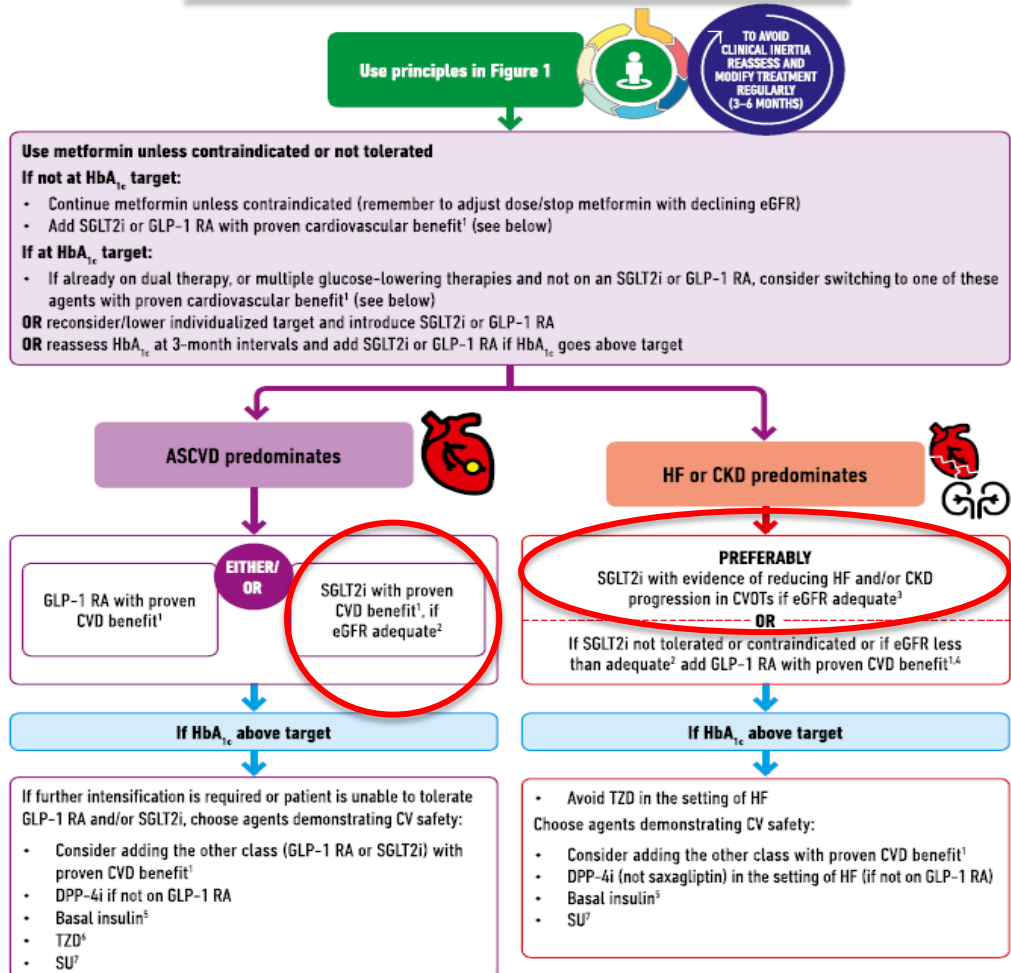 Use principles in Figure 1
TO AVOID
CLINICAL INERTIA
REASSESS AND
MODIFY TREATMENT
REGULARLY
(3–6 MONTHS)
Use metformin unless contraindicated or not tolerated
If not at HbA1c target:
• Continue metformin unless contraindicated (remember to adjust dose/stop metformin with declining eGFR)
• Add SGLT2i or GLP-1 RA with proven cardiovascular benefit¹ (see below)
If at HbA1c target:
• If already on dual therapy, or multiple glucose-lowering therapies and not on an SGLT2i or GLP-1 RA, consider switching to one of these
agents with proven cardiovascular benefit¹ (see below)
OR reconsider/lower individualized target and introduce SGLT2i or GLP-1 RA
OR reassess HbA1c at 3-month intervals and add SGLT2i or GLP-1 RA if HbA1c goes above target
ASCVD predominates
GLP-1 RA with proven
CVD benefit¹
EITHER/
OR
SGLT2i with proven
CVD benefit¹, if
eGFR adequate²
If HbA1c above target
If further intensification is required or patient is unable to tolerate
GLP-1 RA and/or SGLT2i, choose agents demonstrating CV safety:
• Consider adding the other class (GLP-1 RA or SGLT2i) with
proven CVD benefit¹
• DPP-4i if not on GLP-1 RA
• Basal insulin⁵
• TZD⁶
• SU⁷
HF or CKD predominates
PREFERABLY
SGLT2i with evidence of reducing HF and/or CKD
progression in CVOTs if eGFR adequate³
OR
If SGLT2i not tolerated or contraindicated or if eGFR less
than adequate² add GLP-1 RA with proven CVD benefit¹,⁴
If HbA1c above target
• Avoid TZD in the setting of HF
Choose agents demonstrating CV safety:
• Consider adding the other class with proven CVD benefit¹
• DPP-4i (not saxagliptin) in the setting of HF (if not on GLP-1 RA)
• Basal insulin⁵
• SU⁷